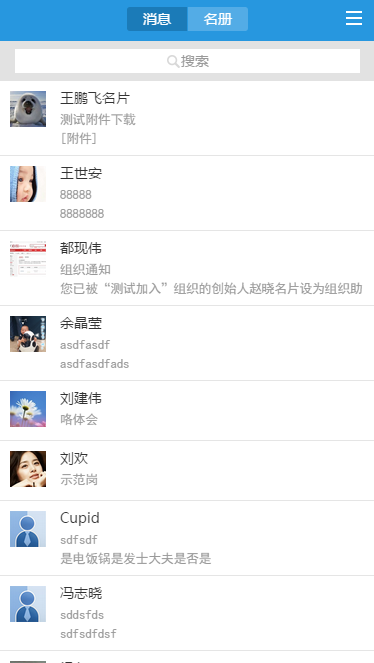 消息 名册
搜索
王鹏飞名片
测试附件下载
[附件]
王世安
88888
8888888
都现伟
组织通知
您已被“测试加入”组织的创始人赵晓名片设为组织助
余晶莹
asdfasdf
asdfasdfads
刘建伟
咯体会
刘欢
示范岗
Cupid
sdfsdf
是电饭锅是发士大夫是否是
冯志晓
sddsfds
sdfsdfdsf